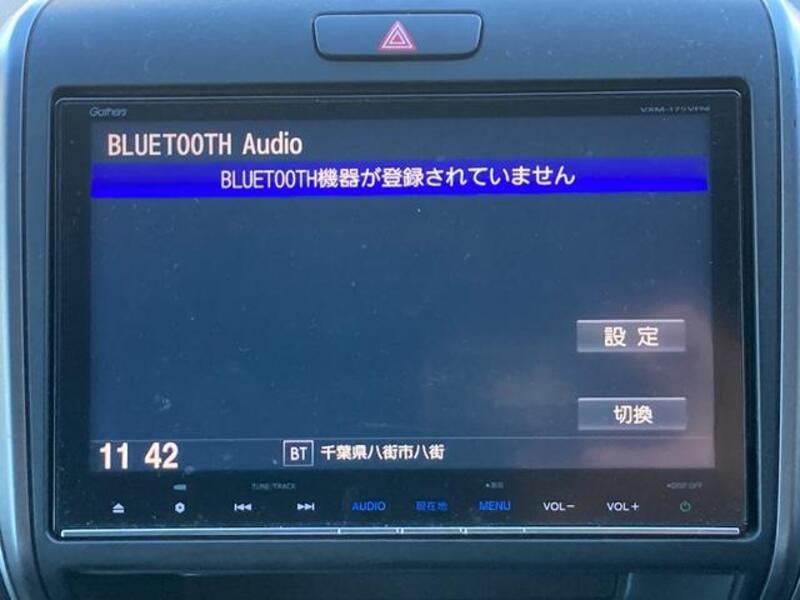 Gathers
BLUETOOTH Audio
BLUETOOTH機器が登録されていません
設 定
切換
11 42
BT 千葉県八街市八街
TUNE/TRACK
AUDIO 現在地 MENU VOL− VOL+